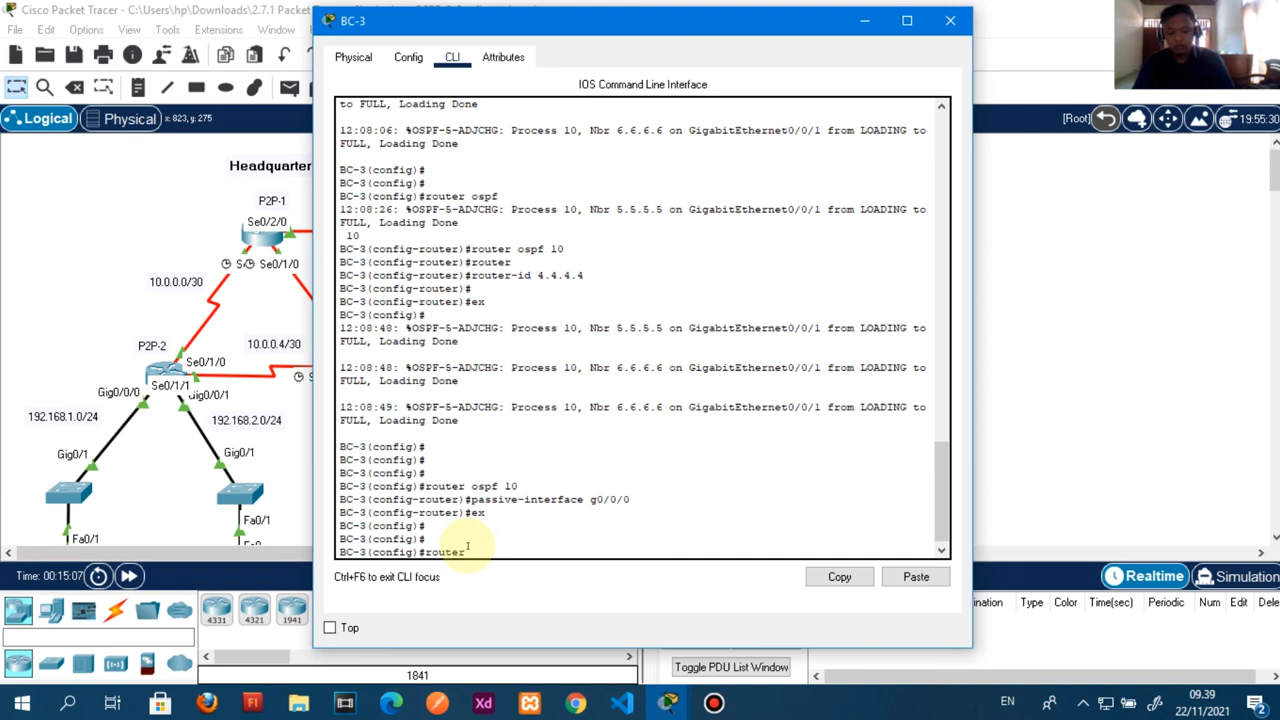 Cisco Packet Tracer - C:\Users\hp\Downloads\2.7.1 Packet
BC-3
File Edit Options View Tools Extensions Window
Physical Config CLI Attributes
IOS Command Line Interface
Logical Physical x: 823, y: 275
[Root] 19:55:30
to FULL, Loading Done
12:08:06: %OSPF-5-ADJCHG: Process 10, Nbr 6.6.6.6 on GigabitEthernet0/0/1 from LOADING to
FULL, Loading Done
BC-3(config)#
BC-3(config)#
BC-3(config)#router ospf
12:08:26: %OSPF-5-ADJCHG: Process 10, Nbr 5.5.5.5 on GigabitEthernet0/0/1 from LOADING to
FULL, Loading Done
10
BC-3(config-router)#router ospf 10
BC-3(config-router)#router
BC-3(config-router)#router-id 4.4.4.4
BC-3(config-router)#
BC-3(config-router)#ex
BC-3(config)#
12:08:48: %OSPF-5-ADJCHG: Process 10, Nbr 5.5.5.5 on GigabitEthernet0/0/1 from LOADING to
FULL, Loading Done
12:08:48: %OSPF-5-ADJCHG: Process 10, Nbr 6.6.6.6 on GigabitEthernet0/0/1 from LOADING to
FULL, Loading Done
12:08:49: %OSPF-5-ADJCHG: Process 10, Nbr 6.6.6.6 on GigabitEthernet0/0/1 from LOADING to
FULL, Loading Done
BC-3(config)#
BC-3(config)#
BC-3(config)#
BC-3(config)#router ospf 10
BC-3(config-router)#passive-interface g0/0/0
BC-3(config-router)#ex
BC-3(config)#
BC-3(config)#
BC-3(config)#router
Ctrl+F6 to exit CLI focus
Copy Paste
Top
Headquarter
P2P-1
Se0/2/0
Se0/1/0
10.0.0.0/30
P2P-2
10.0.0.4/30
Se0/1/0
Se0/1/1
Gig0/0/0
Gig0/0/1
192.168.1.0/24
192.168.2.0/24
Gig0/1
Gig0/1
Fa0/1
Fa0/1
Time: 00:15:07
Realtime Simulation
4331 4321 1941
1841
ination Type Color Time(sec) Periodic Num Edit Dele
Toggle PDU List Window
EN
09.39
22/11/2021
2